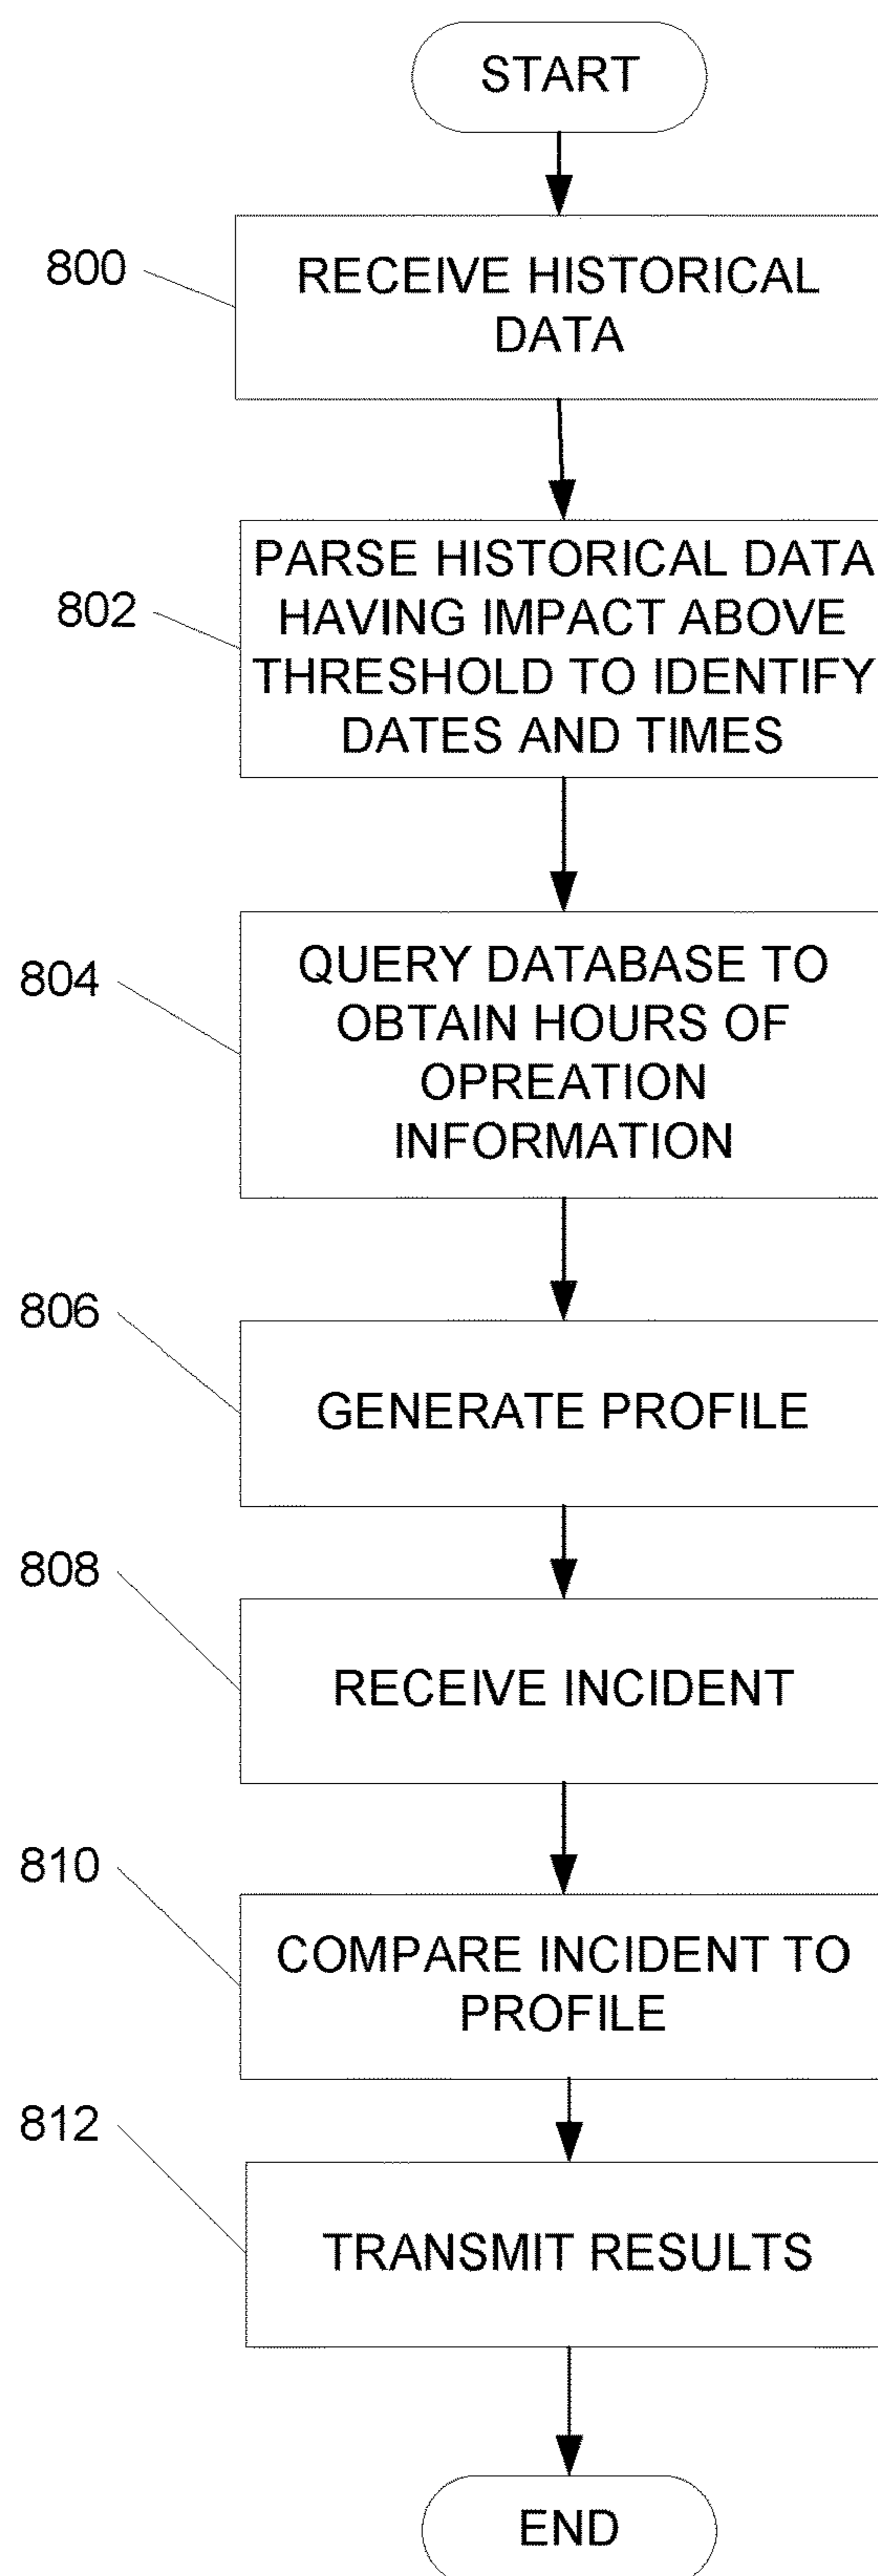 START
800
RECEIVE HISTORICAL
DATA
802
PARSE HISTORICAL DATA
HAVING IMPACT ABOVE
THRESHOLD TO IDENTIFY
DATES AND TIMES
804
QUERY DATABASE TO
OBTAIN HOURS OF
OPREATION
INFORMATION
806
GENERATE PROFILE
808
RECEIVE INCIDENT
810
COMPARE INCIDENT TO
PROFILE
812
TRANSMIT RESULTS
END